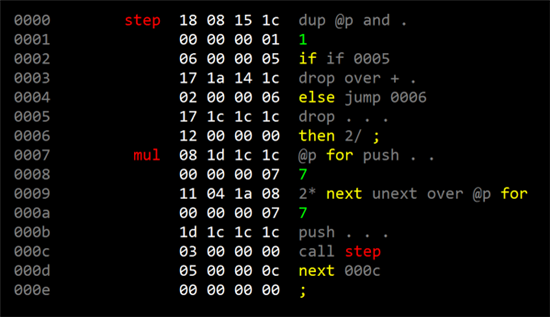 0000 step 18 08 15 1c dup @p and .
0001 00 00 00 01 1
0002 06 00 00 05 if if 0005
0003 17 1a 14 1c drop over + .
0004 02 00 00 06 else jump 0006
0005 17 1c 1c 1c drop . . .
0006 12 00 00 00 then 2/ ;
0007 mul 08 1d 1c 1c @p for push . .
0008 00 00 00 07 7
0009 11 04 1a 08 2* next unext over @p for
000a 00 00 00 07 7
000b 1d 1c 1c 1c push . . .
000c 03 00 00 00 call step
000d 05 00 00 0c next 000c
000e 00 00 00 00 ;